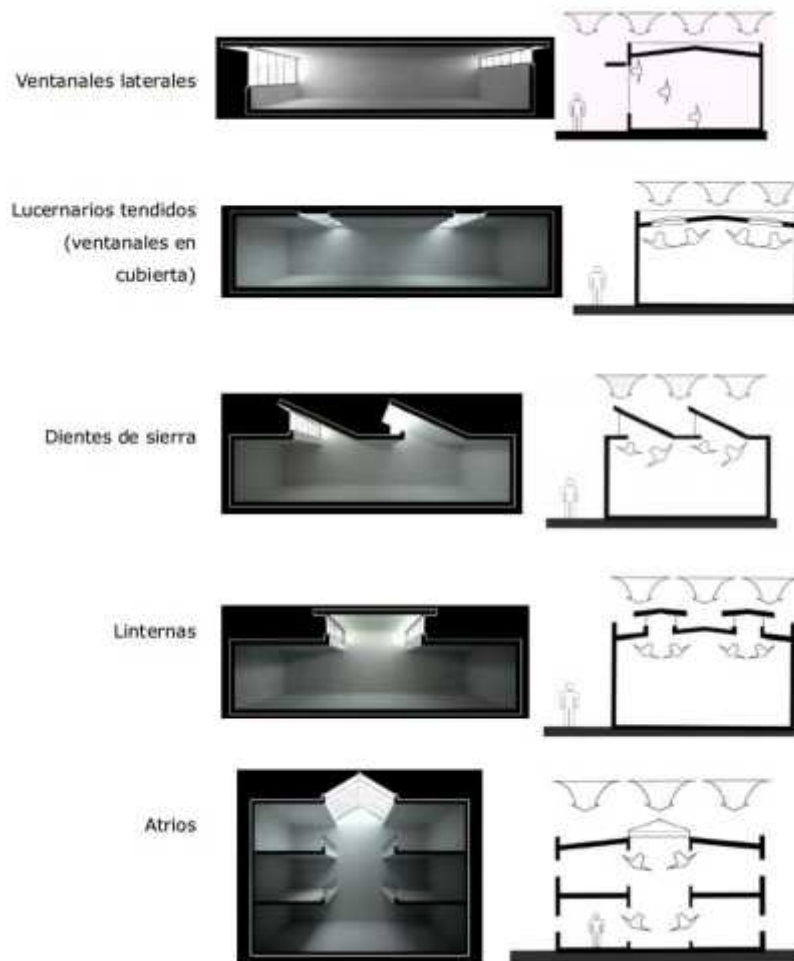 Ventanales laterales
Lucernarios tendidos
(ventanales en
cubierta)
Dientes de sierra
Linternas
Atrios